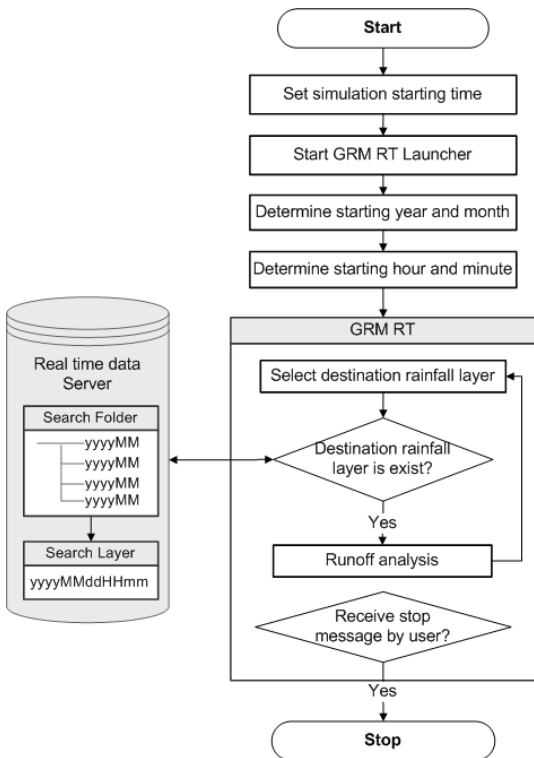 Start
Set simulation starting time
Start GRM RT Launcher
Determine starting year and month
Determine starting hour and minute
GRM RT
Select destination rainfall layer
Destination rainfall
layer is exist?
Yes
Runoff analysis
Receive stop
message by user?
Yes
Stop
Real time data
Server
Search Folder
yyyyMM
yyyyMM
yyyyMM
yyyyMM
Search Layer
yyyyMMddHHmm